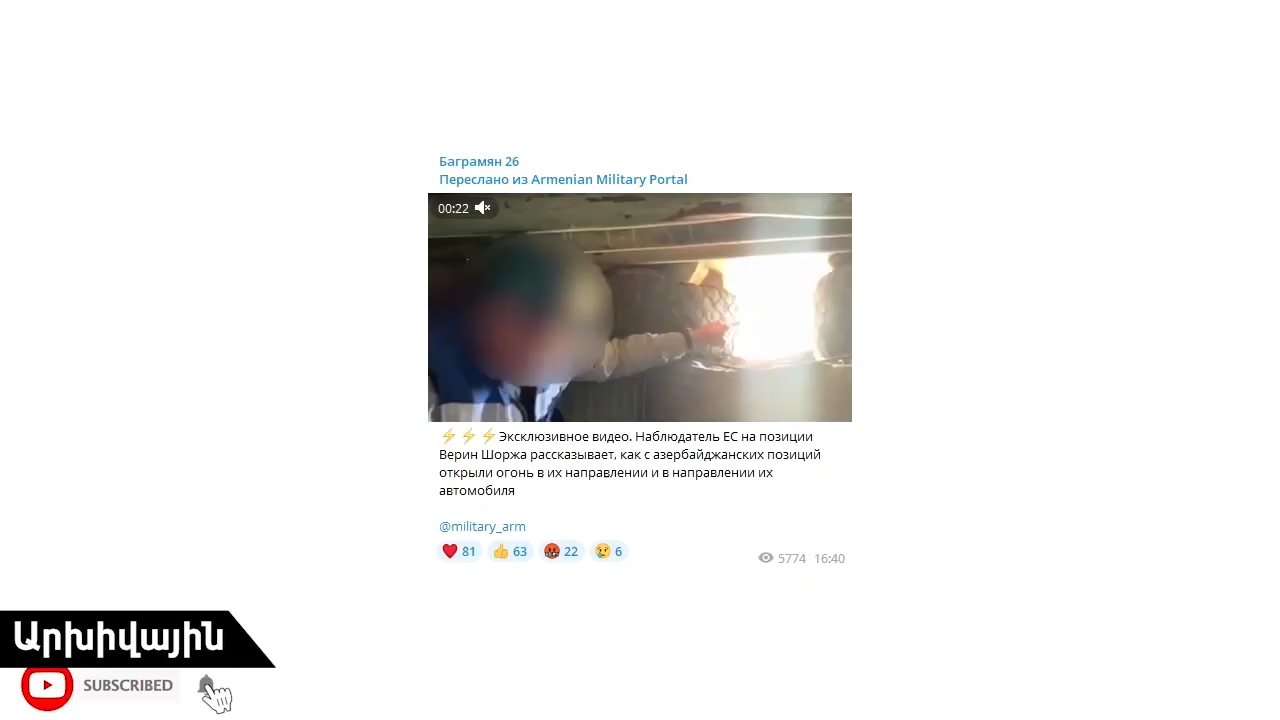 Баграмян 26
Переслано из Armenian Military Portal
00:22
⚡⚡⚡Эксклюзивное видео. Наблюдатель ЕС на позиции
Верин Шоржа рассказывает, как с азербайджанских позиций
открыли огонь в их направлении и в направлении их
автомобиля
@military_arm
❤️ 81 👍 63 🤬 22 😢 6
5774 16:40
Արխիվային
SUBSCRIBED